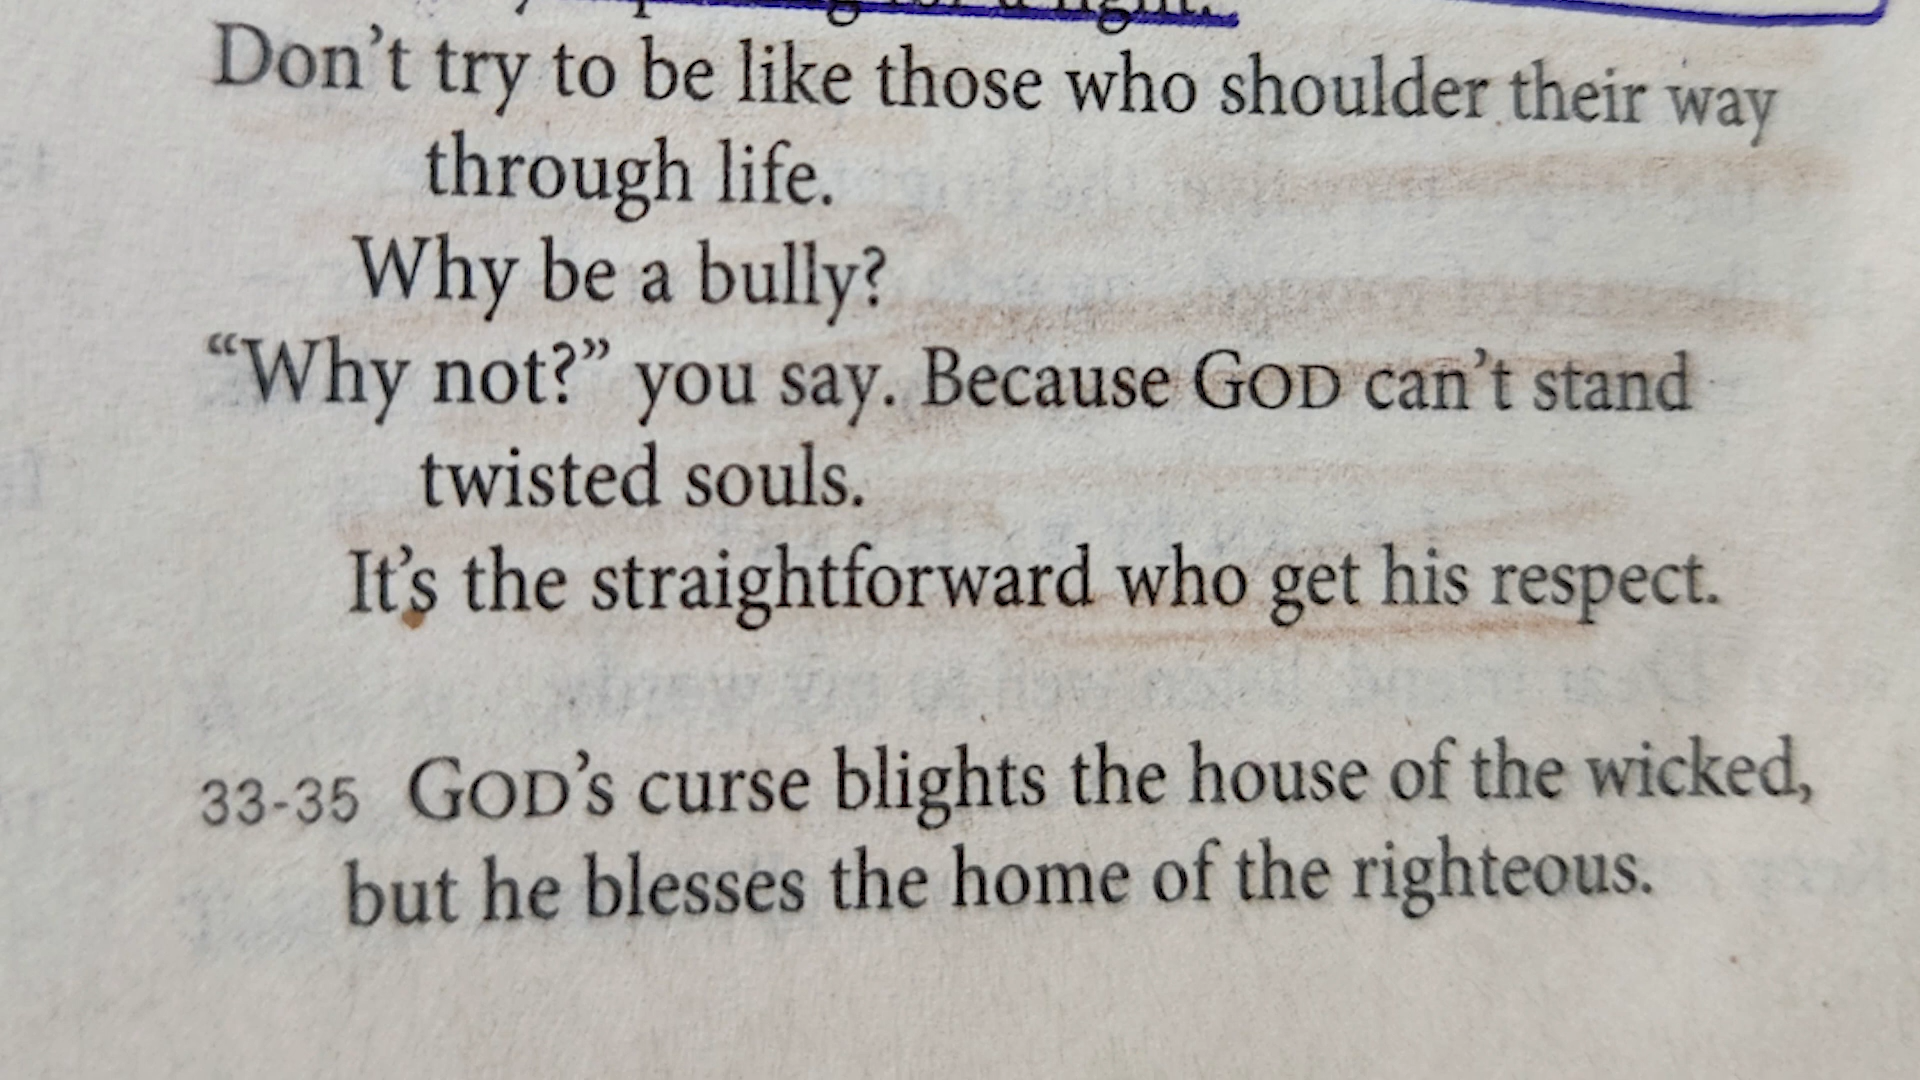 Don't try to be like those who shoulder their way
through life.
Why be a bully?
“Why not?” you say. Because GOD can't stand
twisted souls.
It's the straightforward who get his respect.
33-35 GOD's curse blights the house of the wicked,
but he blesses the home of the righteous.